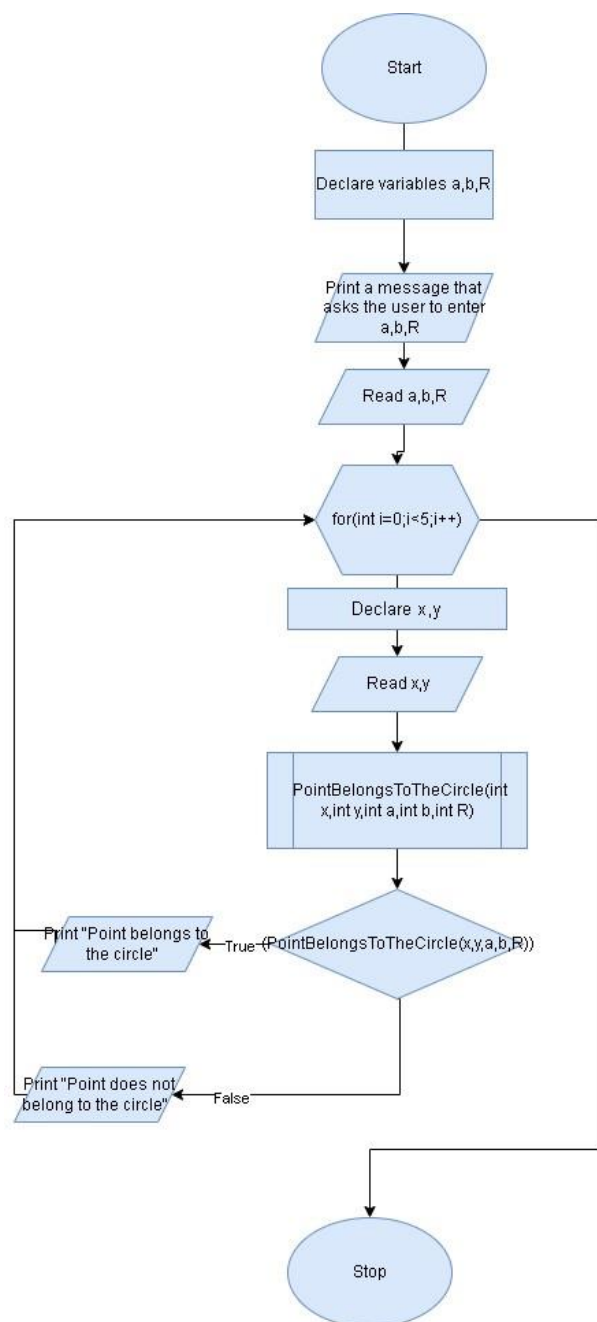 Start
Declare variables a,b,R
Print a message that
asks the user to enter
a,b,R
Read a,b,R
for(int i=0;i<5;i++)
Declare x,y
Read x,y
PointBelongsToTheCircle(int
x,int y,int a,int b,int R)
Print "Point belongs to
the circle"
True
(PointBelongsToTheCircle(x,y,a,b,R))
Print "Point does not
belong to the circle"
False
Stop